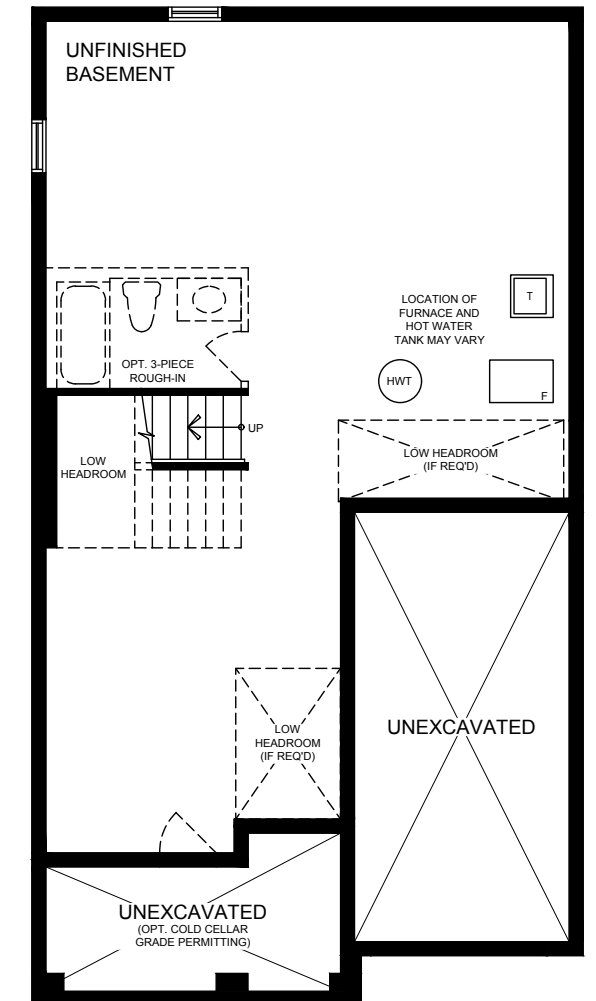 UNFINISHED
BASEMENT
LOCATION OF
FURNACE AND
HOT WATER
TANK MAY VARY
T
OPT. 3-PIECE
ROUGH-IN
HWT
F
UP
LOW
HEADROOM
LOW HEADROOM
(IF REQ'D)
LOW
HEADROOM
(IF REQ'D)
UNEXCAVATED
UNEXCAVATED
(OPT. COLD CELLAR
GRADE PERMITTING)